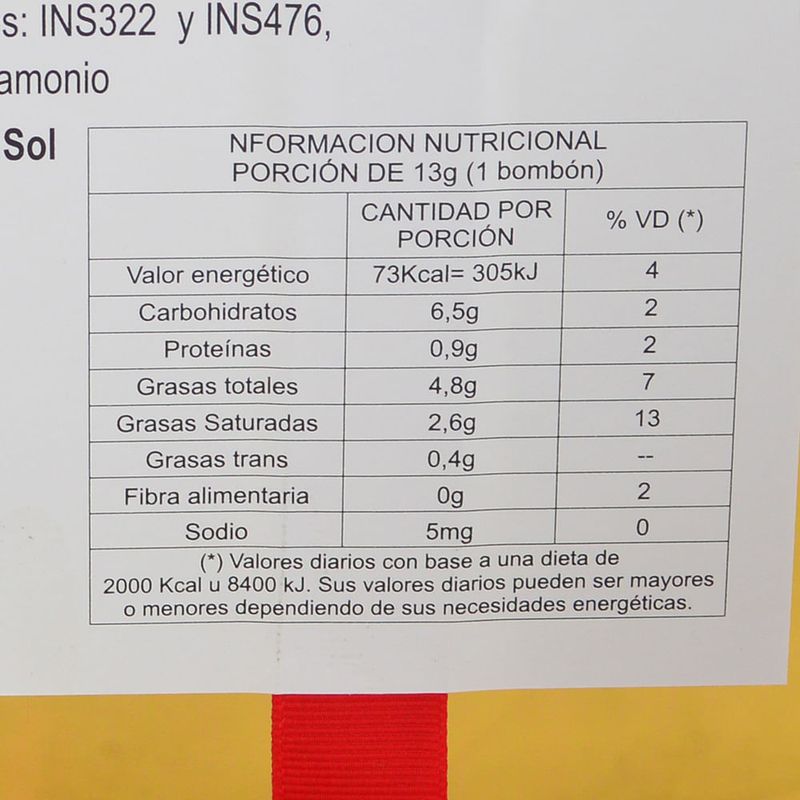 s: INS322 y INS476,
amonio
Sol
NFORMACION NUTRICIONAL
PORCIÓN DE 13g (1 bombón)
CANTIDAD POR PORCIÓN % VD (*)
Valor energético 73Kcal= 305kJ 4
Carbohidratos 6,5g 2
Proteínas 0,9g 2
Grasas totales 4,8g 7
Grasas Saturadas 2,6g 13
Grasas trans 0,4g --
Fibra alimentaria 0g 2
Sodio 5mg 0
(*) Valores diarios con base a una dieta de
2000 Kcal u 8400 kJ. Sus valores diarios pueden ser mayores
o menores dependiendo de sus necesidades energéticas.